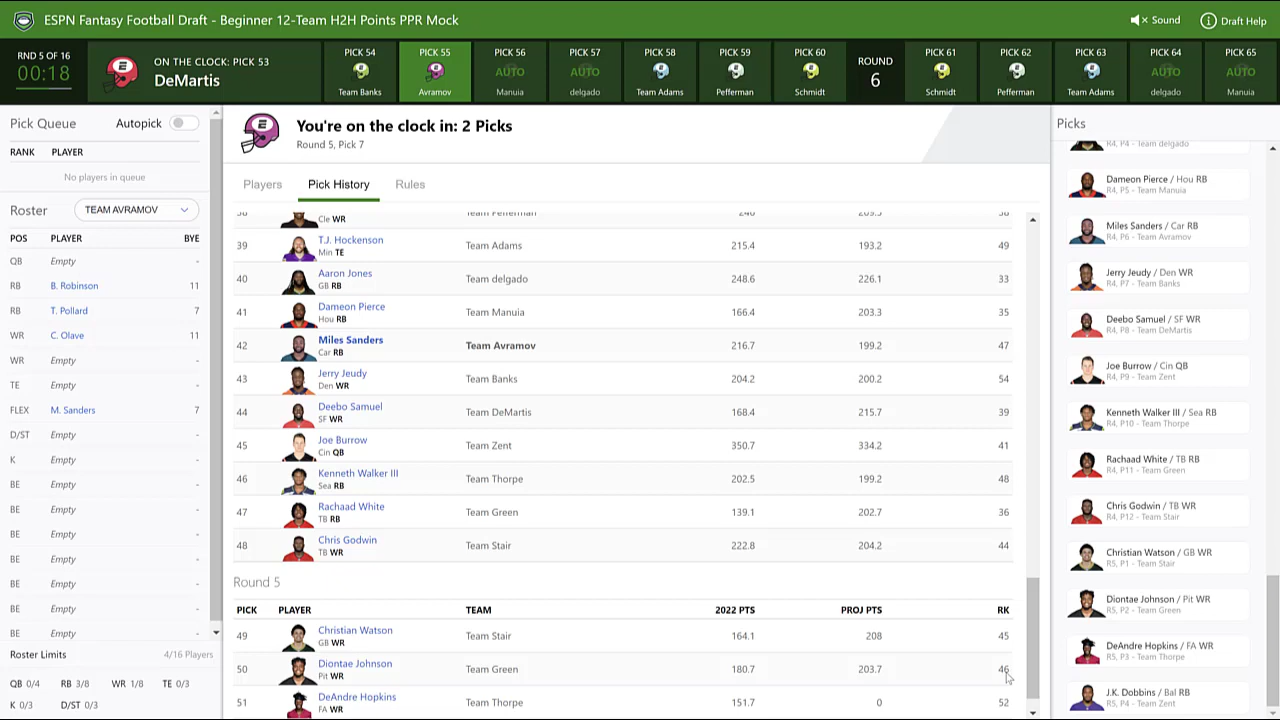 ESPN Fantasy Football Draft - Beginner 12-Team H2H Points PPR Mock
Sound
Draft Help
RND 5 OF 16
00:18
ON THE CLOCK: PICK 53
DeMartis
PICK 54
Team Banks
PICK 55
Avramov
PICK 56
AUTO
Manuia
PICK 57
AUTO
delgado
PICK 58
Team Adams
PICK 59
Pefferman
PICK 60
Schmidt
ROUND
6
PICK 61
Schmidt
PICK 62
Pefferman
PICK 63
Team Adams
PICK 64
AUTO
delgado
PICK 65
AUTO
Manuia
Pick Queue
Autopick
RANK PLAYER
No players in queue
Roster
TEAM AVRAMOV
POS PLAYER BYE
QB Empty -
RB B. Robinson 11
RB T. Pollard 7
WR C. Olave 11
WR Empty -
TE Empty -
FLEX M. Sanders 7
D/ST Empty -
K Empty -
BE Empty -
BE Empty -
BE Empty -
BE Empty -
BE Empty -
BE Empty -
BE Empty -
Roster Limits 4/16 Players
QB 0/4 RB 3/8 WR 1/8 TE 0/3
K 0/3 D/ST 0/3
You're on the clock in: 2 Picks
Round 5, Pick 7
Players Pick History Rules
38 Cle WR Team Pefferman 240 209.5 38
39 T.J. Hockenson Team Adams 215.4 193.2 49
Min TE
40 Aaron Jones Team delgado 248.6 226.1 33
GB RB
41 Dameon Pierce Team Manuia 166.4 203.3 35
Hou RB
42 Miles Sanders Team Avramov 216.7 199.2 47
Car RB
43 Jerry Jeudy Team Banks 204.2 200.2 54
Den WR
44 Deebo Samuel Team DeMartis 168.4 215.7 39
SF WR
45 Joe Burrow Team Zent 350.7 334.2 41
Cin QB
46 Kenneth Walker III Team Thorpe 202.5 199.2 48
Sea RB
47 Rachaad White Team Green 139.1 202.7 36
TB RB
48 Chris Godwin Team Stair 222.8 204.2 44
TB WR
Round 5
PICK PLAYER TEAM 2022 PTS PROJ PTS RK
49 Christian Watson Team Stair 164.1 208 45
GB WR
50 Diontae Johnson Team Green 180.7 203.7 46
Pit WR
51 DeAndre Hopkins Team Thorpe 151.7 0 52
FA WR
Picks
R4, P4 - Team delgado
Dameon Pierce / Hou RB
R4, P5 - Team Manuia
Miles Sanders / Car RB
R4, P6 - Team Avramov
Jerry Jeudy / Den WR
R4, P7 - Team Banks
Deebo Samuel / SF WR
R4, P8 - Team DeMartis
Joe Burrow / Cin QB
R4, P9 - Team Zent
Kenneth Walker III / Sea RB
R4, P10 - Team Thorpe
Rachaad White / TB RB
R4, P11 - Team Green
Chris Godwin / TB WR
R4, P12 - Team Stair
Christian Watson / GB WR
R5, P1 - Team Stair
Diontae Johnson / Pit WR
R5, P2 - Team Green
DeAndre Hopkins / FA WR
R5, P3 - Team Thorpe
J.K. Dobbins / Bal RB
R5, P4 - Team Zent